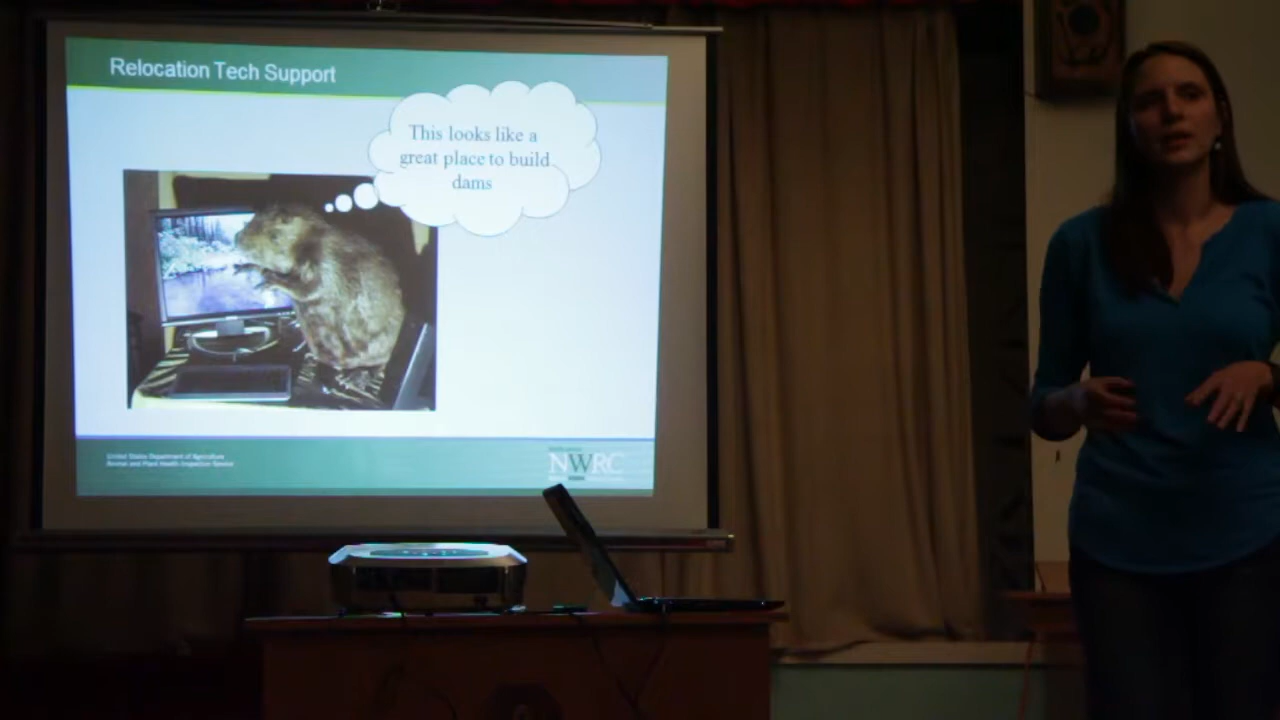 Relocation Tech Support
This looks like a
great place to build
dams
United States Department of Agriculture
Animal and Plant Health Inspection Service
NWRC